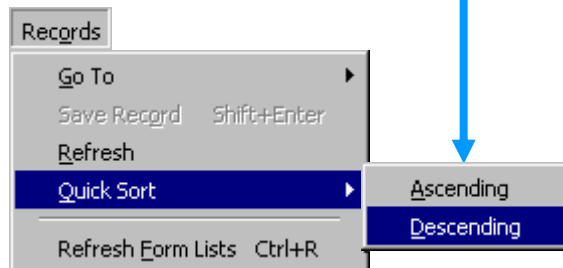 Records
Go To
Save Record Shift+Enter
Refresh
Quick Sort
Ascending
Descending
Refresh Form Lists Ctrl+R